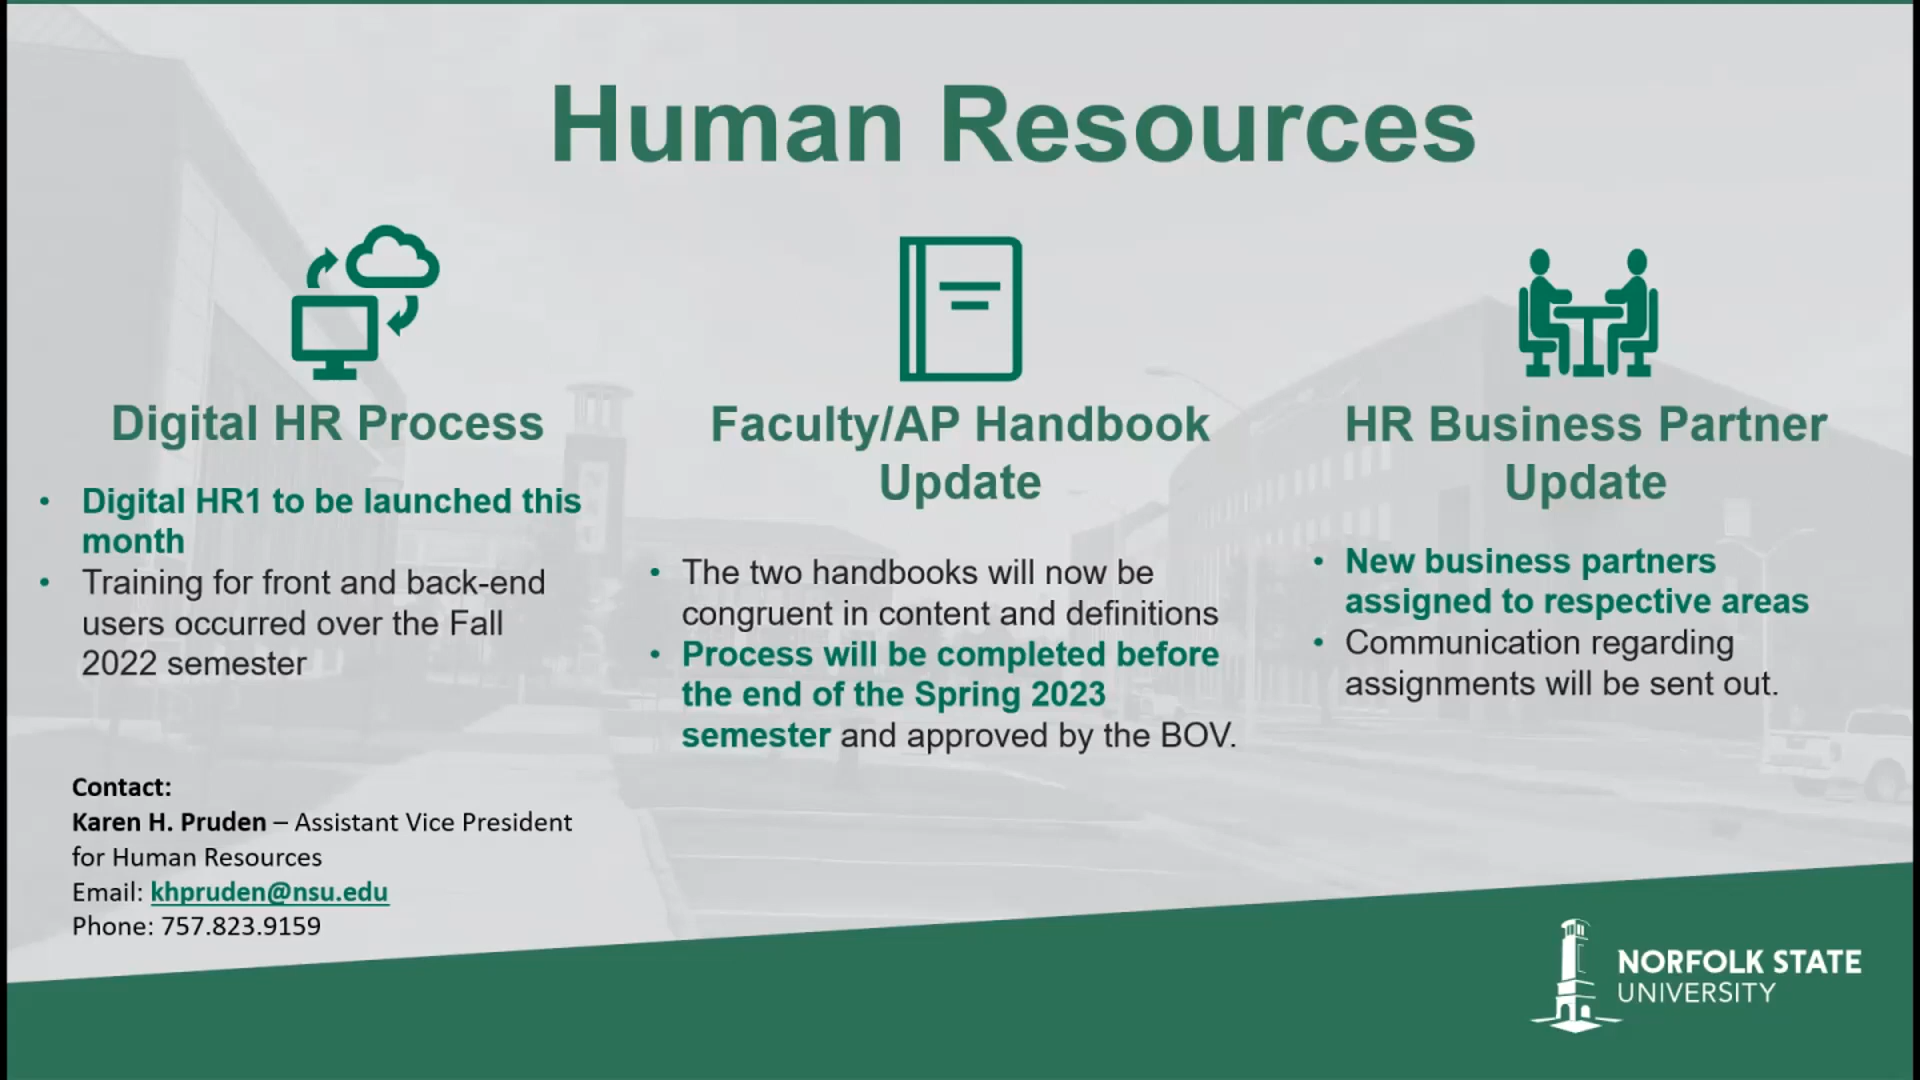 Human Resources
Digital HR Process
• Digital HR1 to be launched this
month
• Training for front and back-end
users occurred over the Fall
2022 semester
Faculty/AP Handbook
Update
• The two handbooks will now be
congruent in content and definitions
• Process will be completed before
the end of the Spring 2023
semester and approved by the BOV.
HR Business Partner
Update
• New business partners
assigned to respective areas
• Communication regarding
assignments will be sent out.
Contact:
Karen H. Pruden – Assistant Vice President
for Human Resources
Email: khpruden@nsu.edu
Phone: 757.823.9159
NORFOLK STATE
UNIVERSITY